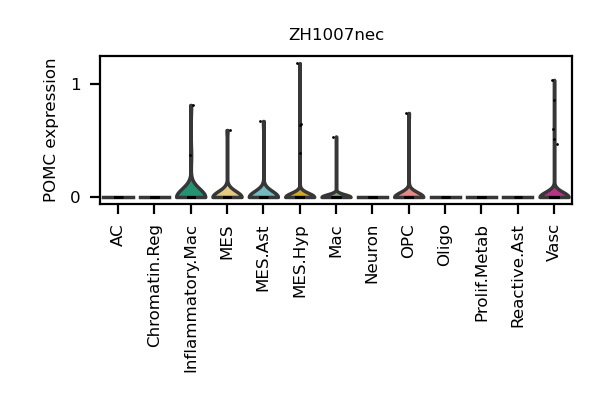 ZH1007nec
POMC expression
1
0
AC
Chromatin.Reg
Inflammatory.Mac
MES
MES.Ast
MES.Hyp
Mac
Neuron
OPC
Oligo
Prolif.Metab
Reactive.Ast
Vasc